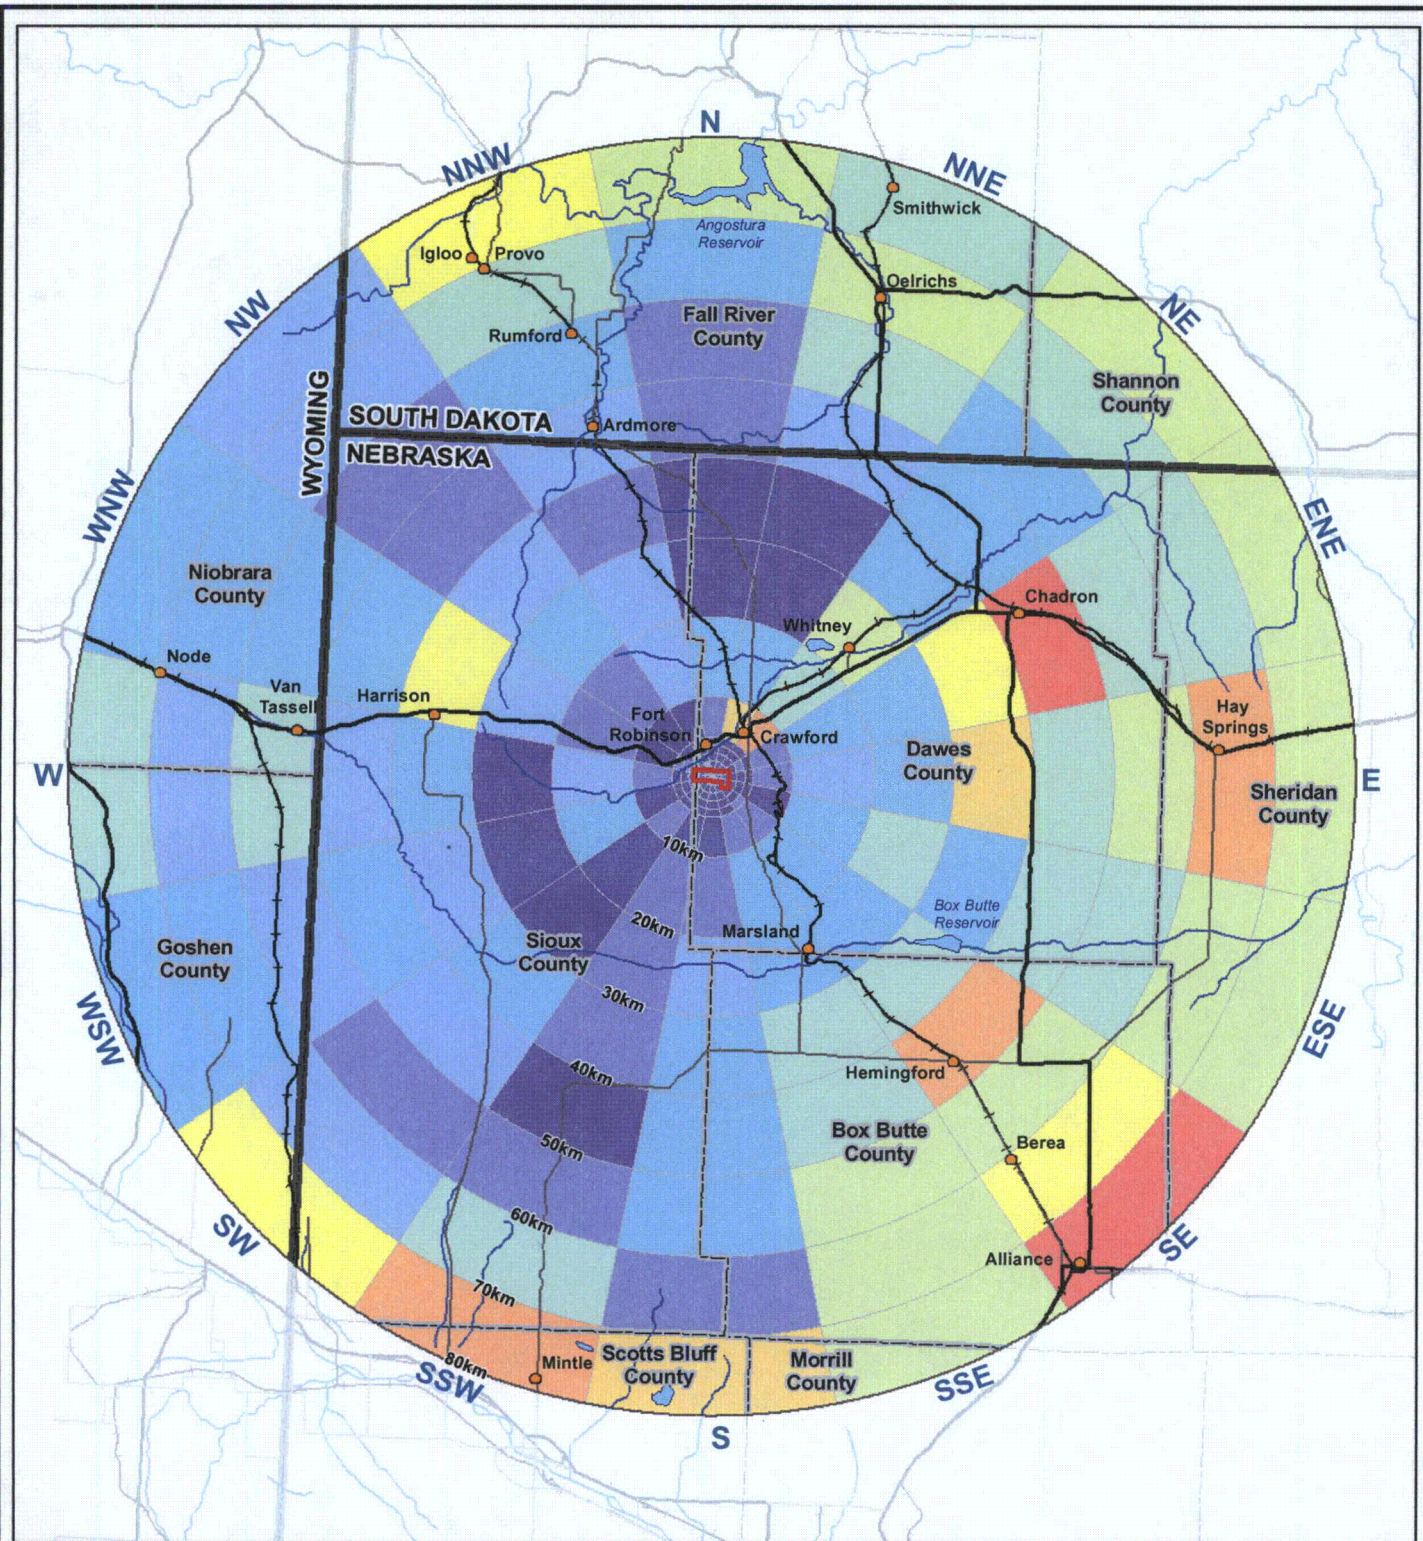 N
NNW
NNE
Smithwick
Angostura
Reservoir
Igloo
Provo
Oelrichs
NW
NE
Rumford
Fall River
County
Shannon
County
WYOMING
SOUTH DAKOTA
Ardmore
NEBRASKA
WNW
ENE
Niobrara
County
Chadron
Whitney
Node
Van
Tassell
Harrison
Fort
Robinson
Crawford
Hay
Springs
Dawes
County
W
E
Sheridan
County
10km
Box Butte
Reservoir
20km
Marsland
Sioux
County
Goshen
County
30km
WSW
ESE
40km
Hemingford
Box Butte
County
50km
Berea
60km
SW
SE
Alliance
70km
80km
Mintle
Scotts Bluff
County
Morrill
County
SSW
SSE
S